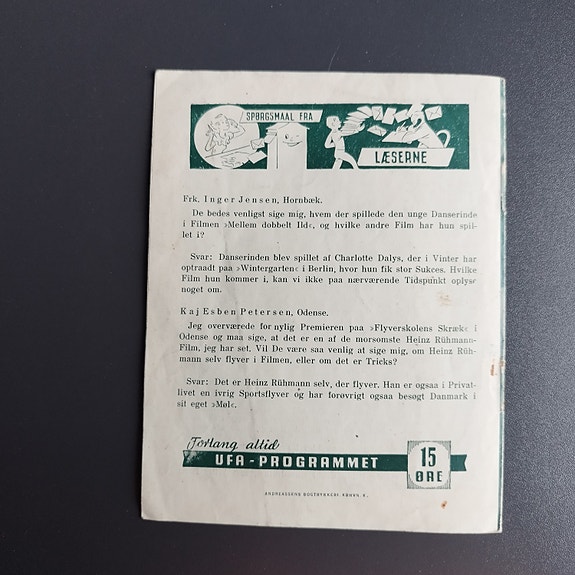 SPØRGSMAAL FRA
LÆSERNE
Frk. Inger Jensen, Hornbæk.
De bedes venligst sige mig, hvem der spillede den unge Danserinde
i Filmen »Mellem dobbelt Ild«, og hvilke andre Film har hun spil-
let i?
Svar: Danserinden blev spillet af Charlotte Dalys, der i Vinter har
optraadt paa »Wintergarten« i Berlin, hvor hun fik stor Sukces. Hvilke
Film hun kommer i, kan vi ikke paa nærværende Tidspunkt oplyse
noget om.
Kaj Esben Petersen, Odense.
Jeg overværede for nylig Premieren paa »Flyverskolens Skræk« i
Odense og maa sige, at det er en af de morsomste Heinz Rühmann-
Film, jeg har set. Vil De være saa venlig at sige mig, om Heinz Rüh-
mann selv flyver i Filmen, eller om det er Tricks?
Svar: Det er Heinz Rühmann selv, der flyver. Han er ogsaa i Privat-
livet en ivrig Sportsflyver og har forøvrigt ogsaa besøgt Danmark i
sit eget »Møl«.
Forlang altid
UFA-PROGRAMMET
15
ØRE
ANDREASSENS BOGTRYKKERI KBHVN. K.